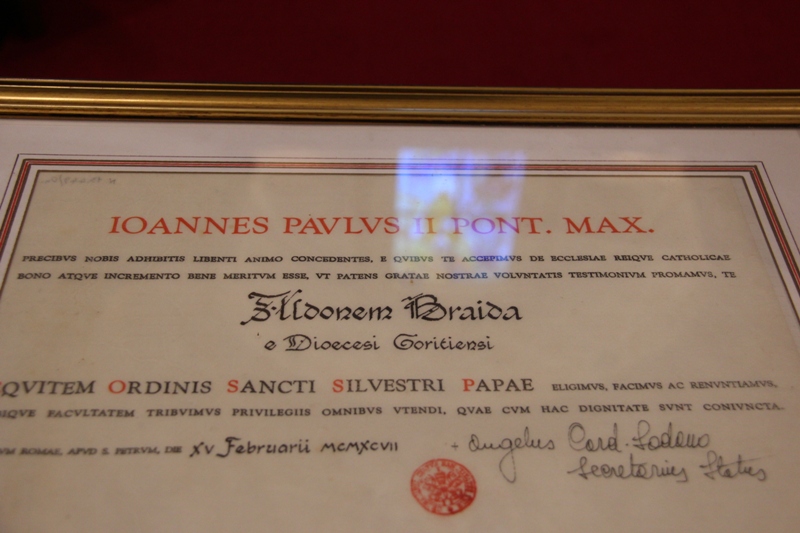 IOANNES PAVLVS II PONT. MAX.
PRECIBVS NOBIS ADHIBITIS LIBENTI ANIMO CONCEDENTES, E QVIBVS TE ACCEPIMVS DE ECCLESIAE REIQVE CATHOLICAE
BONO ATQVE INCREMENTO BENE MERITVM ESSE, VT PATENS GRATAE NOSTRAE VOLVNTATIS TESTIMONIVM PROMAMVS, TE
Aldonem Braida
e Dioecesi Goritiensi
QVITEM ORDINIS SANCTI SILVESTRI PAPAE ELIGIMVS, FACIMVS AC RENVNTIAMVS,
IQVE FACVLTATEM TRIBVIMVS PRIVILEGIIS OMNIBVS VTENDI, QVAE CVM HAC DIGNITATE SVNT CONIVNCTA.
VM ROMAE, APVD S. PETRVM, DIE XV Februarii MCMXCVII
+ Angelus Card. Sodano
Secretarius Status